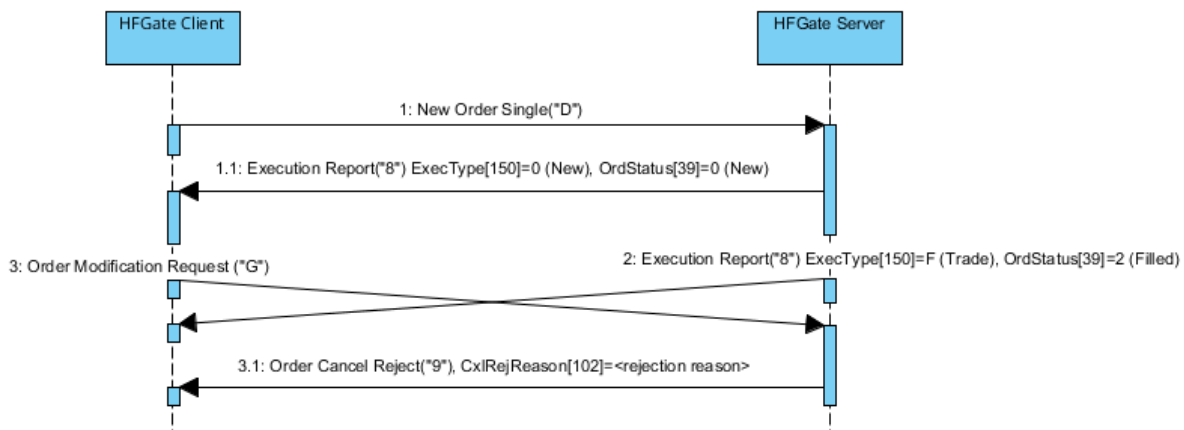 HFGate Client
HFGate Server
1: New Order Single("D")
1.1: Execution Report("8") ExecType[150]=0 (New), OrdStatus[39]=0 (New)
3: Order Modification Request ("G")
2: Execution Report("8") ExecType[150]=F (Trade), OrdStatus[39]=2 (Filled)
3.1: Order Cancel Reject("9"), CxlRejReason[102]=<rejection reason>